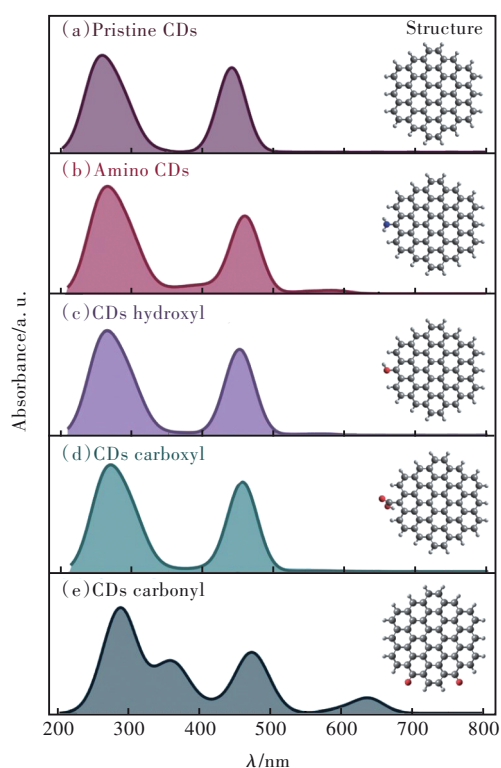 (a)Pristine CDs
Structure
(b)Amino CDs
(c)CDs hydroxyl
(d)CDs carboxyl
(e)CDs carbonyl
Absorbance/a. u.
200 300 400 500 600 700 800
λ/nm